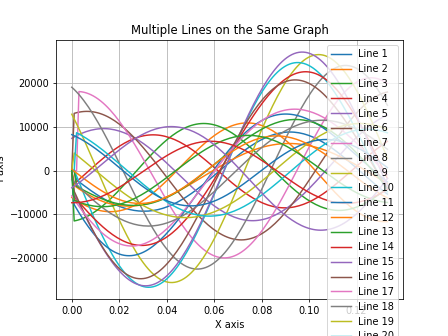 Multiple Lines on the Same Graph
20000
10000
0
−10000
−20000
0.00
0.02
0.04
0.06
0.08
0.10
X axis
Line 1
Line 2
Line 3
Line 4
Line 5
Line 6
Line 7
Line 8
Line 9
Line 10
Line 11
Line 12
Line 13
Line 14
Line 15
Line 16
Line 17
Line 18
Line 19
Line 20